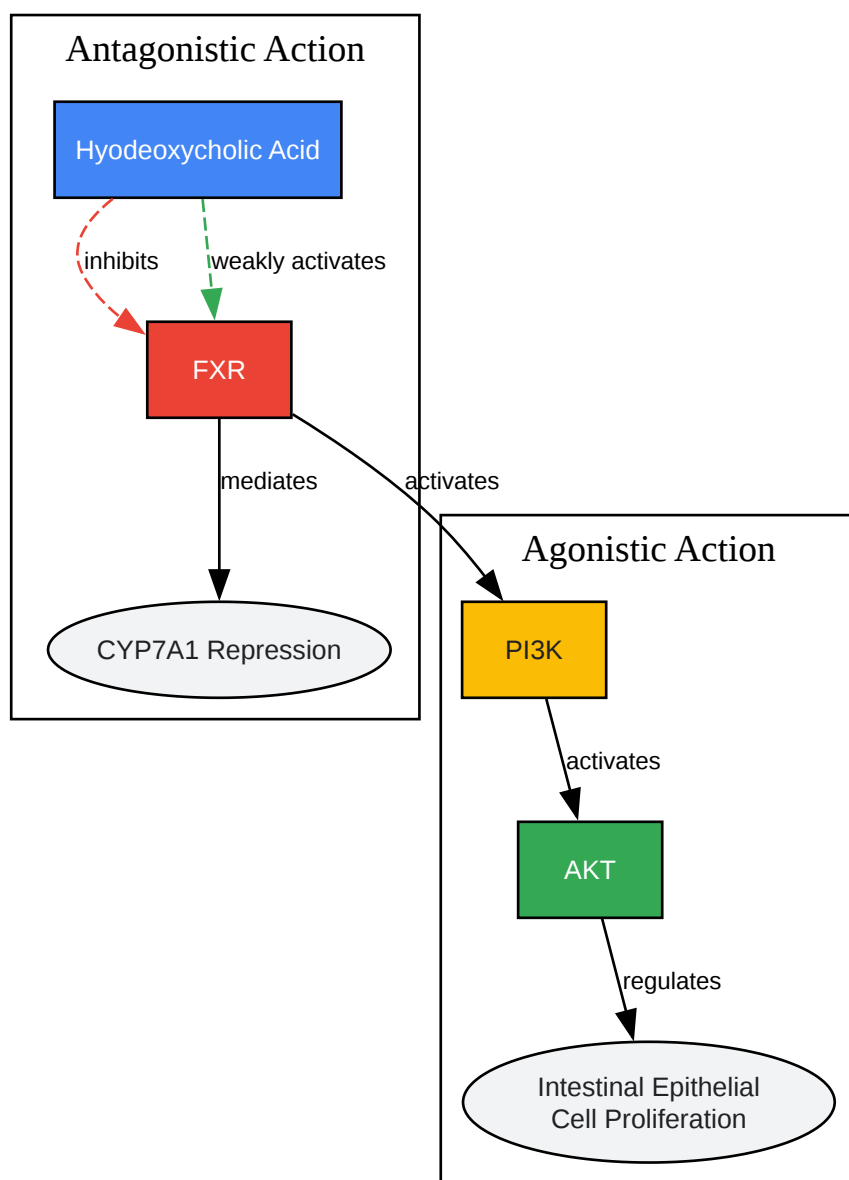 Antagonistic Action
Hyodeoxycholic Acid
inhibits
weakly activates
FXR
mediates
activates
Agonistic Action
CYP7A1 Repression
PI3K
activates
AKT
regulates
Intestinal Epithelial
Cell Proliferation